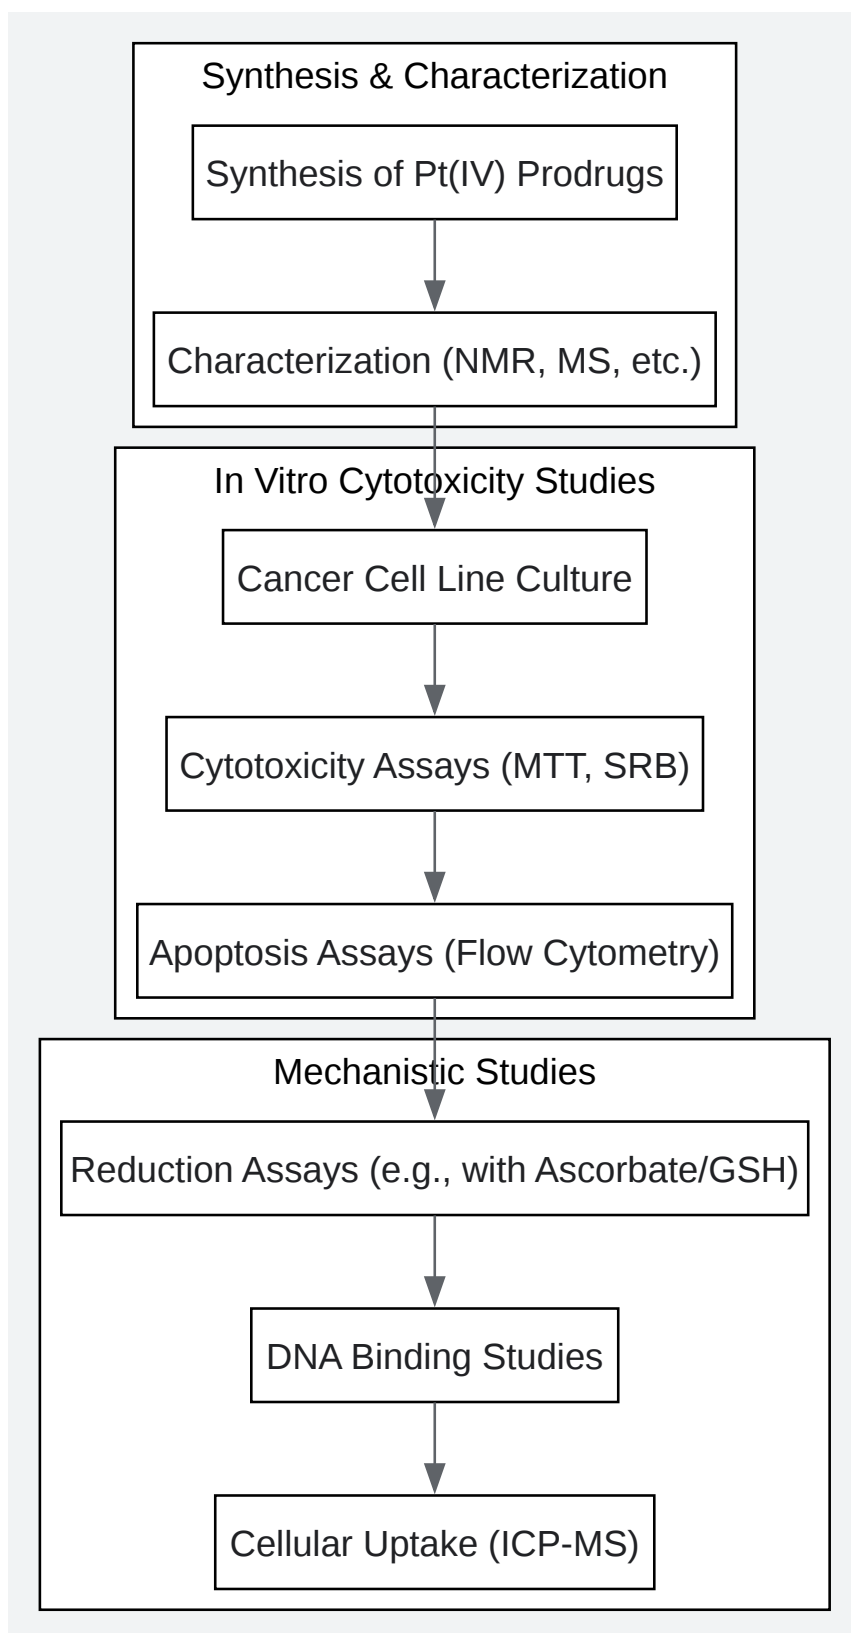 Synthesis & Characterization
Synthesis of Pt(IV) Prodrugs
Characterization (NMR, MS, etc.)
In Vitro Cytotoxicity Studies
Cancer Cell Line Culture
Cytotoxicity Assays (MTT, SRB)
Apoptosis Assays (Flow Cytometry)
Mechanistic Studies
Reduction Assays (e.g., with Ascorbate/GSH)
DNA Binding Studies
Cellular Uptake (ICP-MS)